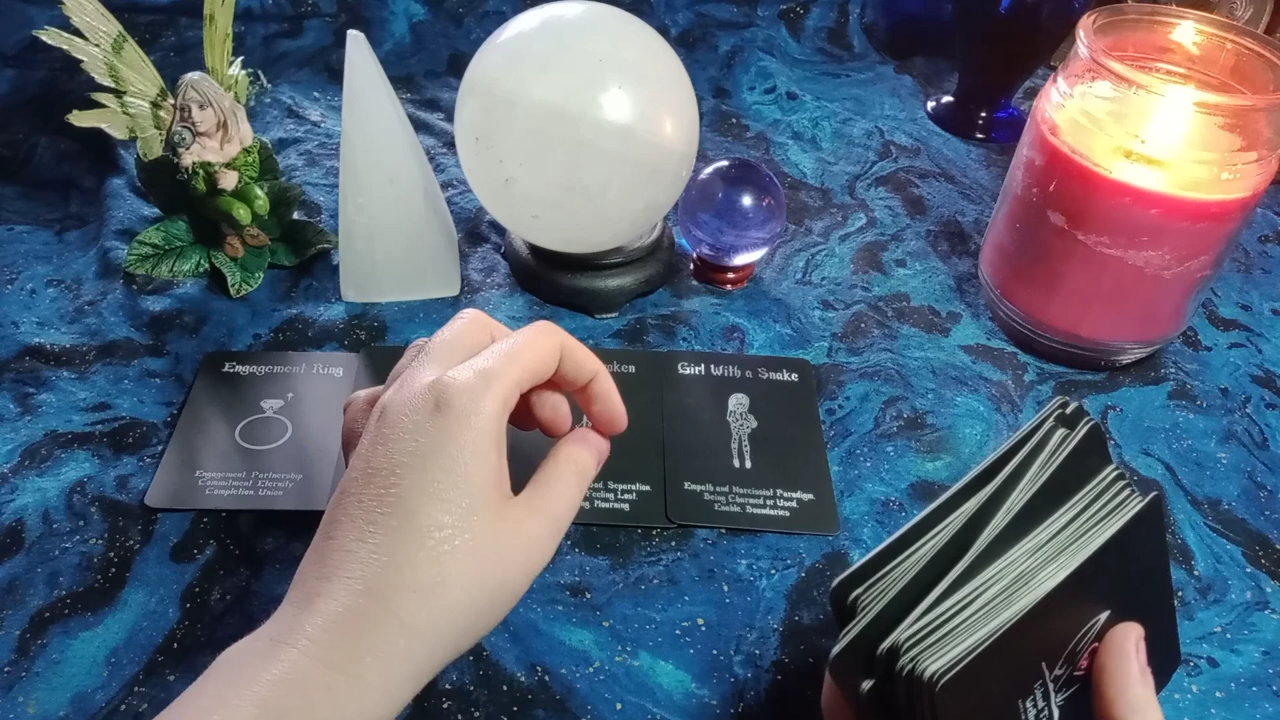 Engagement Ring
Engagement Partnership
Commitment Eternity
Completion, Union
Separation.
Feeling Lost.
Mourning
Girl With a Snake
Empath and Narcissist Paradigm.
Being Charmed or Used.
Enable, Boundaries